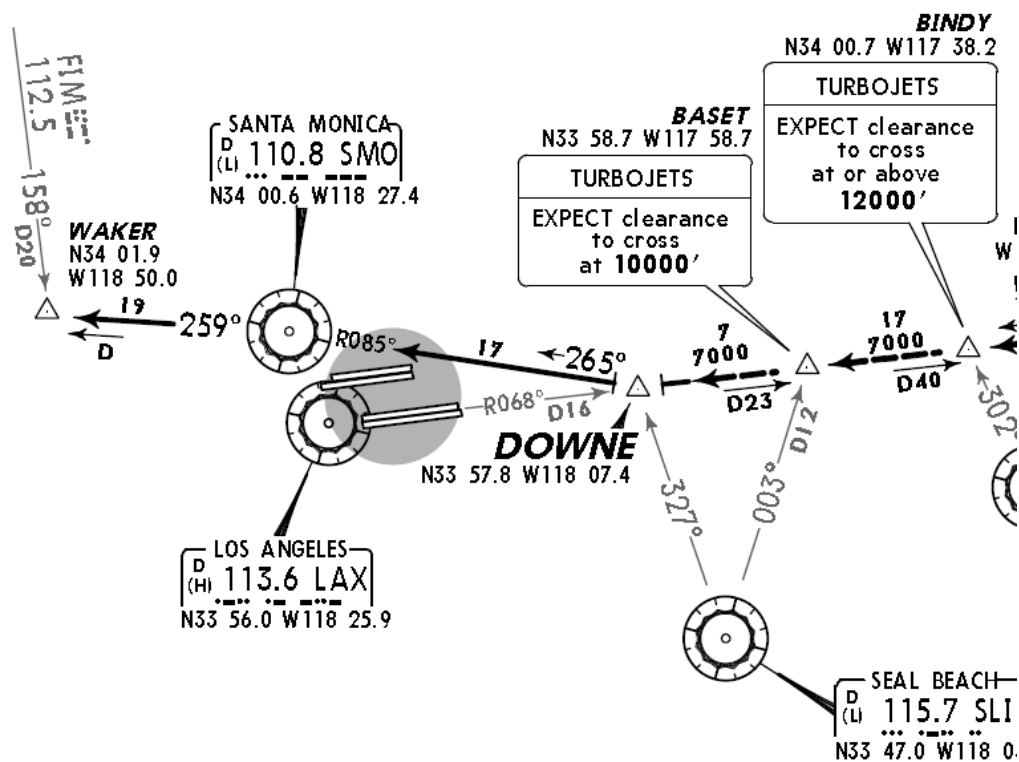 BINDY
N34 00.7 W117 38.2
TURBOJETS
EXPECT clearance
to cross
at or above
12000′
BASET
N33 58.7 W117 58.7
TURBOJETS
EXPECT clearance
to cross
at 10000′
FIM
112.5
158°
D20
SANTA MONICA
D
(L) 110.8 SMO
N34 00.6 W118 27.4
WAKER
N34 01.9
W118 50.0
19
259°
D
R085°
17
265°
7
7000
D23
17
7000
D40
W
R068°
D16
DOWNE
N33 57.8 W118 07.4
327°
003°
D12
302°
LOS ANGELES
D
(H) 113.6 LAX
N33 56.0 W118 25.9
SEAL BEACH
D
(L) 115.7 SLI
N33 47.0 W118